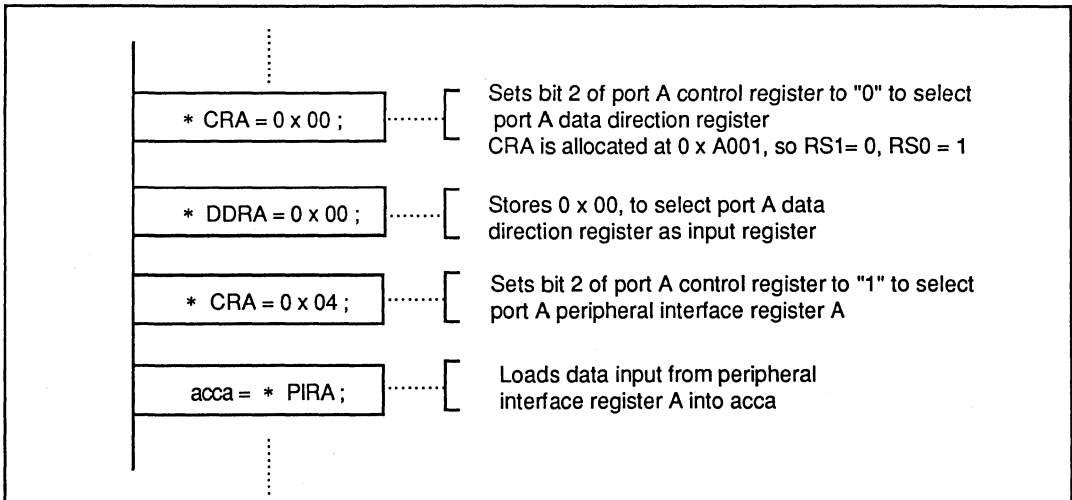 * CRA = 0 x 00 ;
Sets bit 2 of port A control register to "0" to select
port A data direction register
CRA is allocated at 0 x A001, so RS1= 0, RS0 = 1
* DDRA = 0 x 00 ;
Stores 0 x 00, to select port A data
direction register as input register
* CRA = 0 x 04 ;
Sets bit 2 of port A control register to "1" to select
port A peripheral interface register A
acca = * PIRA ;
Loads data input from peripheral
interface register A into acca